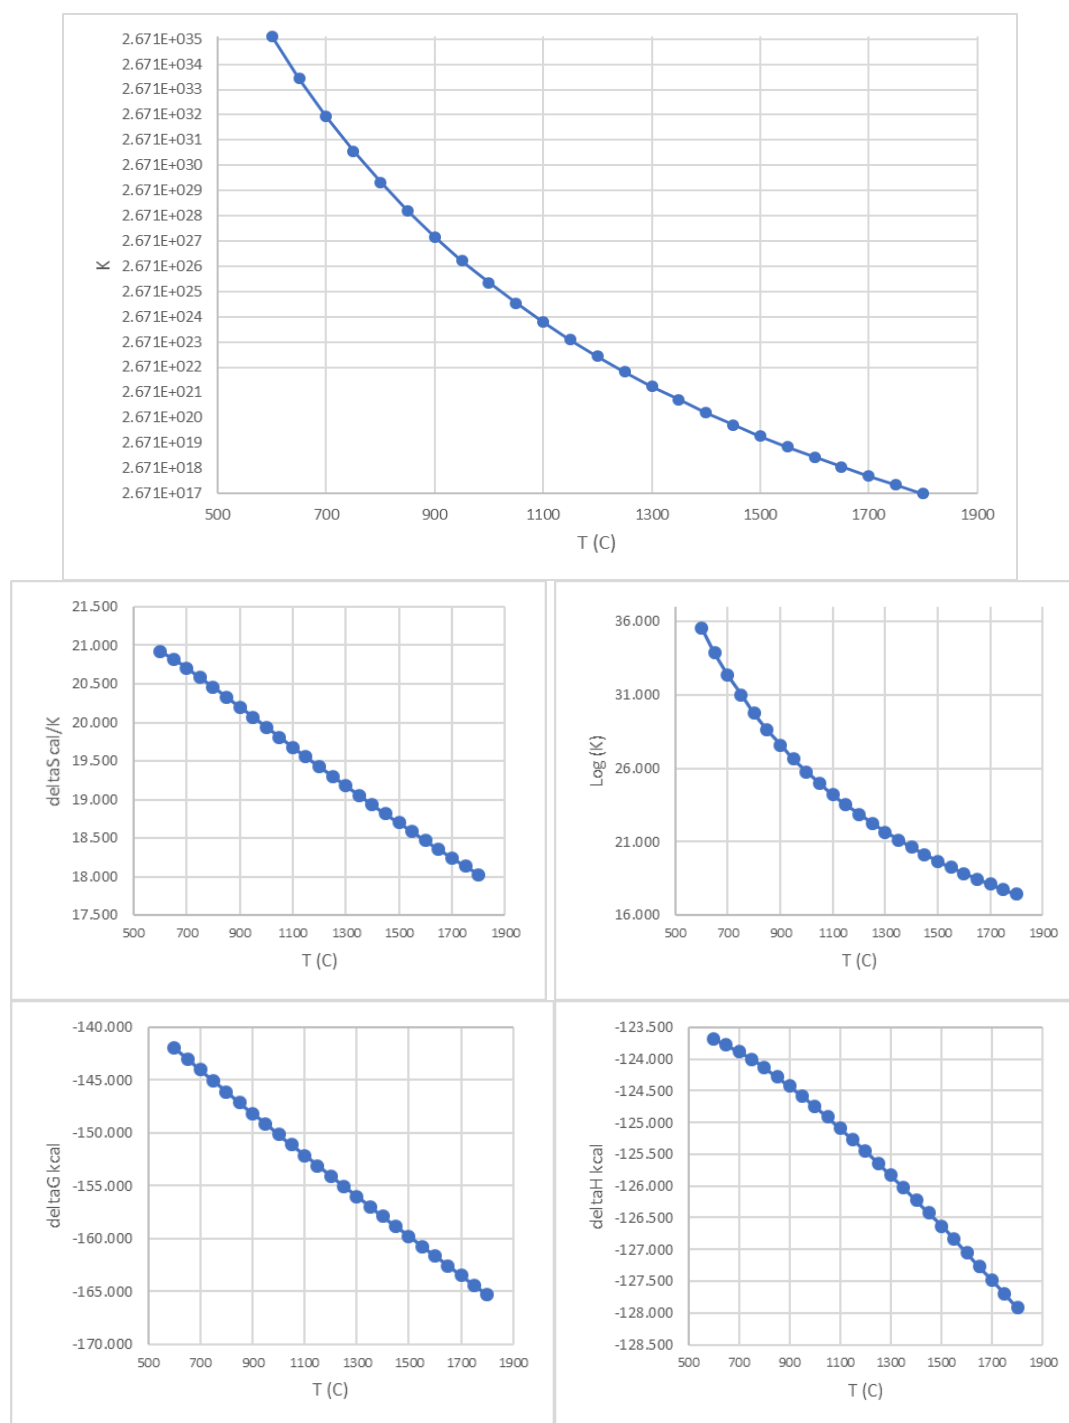 2.671E+035
2.671E+034
2.671E+033
2.671E+032
2.671E+031
2.671E+030
2.671E+029
2.671E+028
2.671E+027
2.671E+026
2.671E+025
2.671E+024
2.671E+023
2.671E+022
2.671E+021
2.671E+020
2.671E+019
2.671E+018
2.671E+017
K
500 700 900 1100 1300 1500 1700 1900
T (C)
21.500
21.000
20.500
20.000
19.500
19.000
18.500
18.000
17.500
deltaS cal/K
500 700 900 1100 1300 1500 1700 1900
T (C)
36.000
31.000
26.000
21.000
16.000
Log (K)
500 700 900 1100 1300 1500 1700 1900
T (C)
-140.000
-145.000
-150.000
-155.000
-160.000
-165.000
-170.000
deltaG kcal
500 700 900 1100 1300 1500 1700 1900
T (C)
-123.500
-124.000
-124.500
-125.000
-125.500
-126.000
-126.500
-127.000
-127.500
-128.000
-128.500
deltaH kcal
500 700 900 1100 1300 1500 1700 1900
T (C)